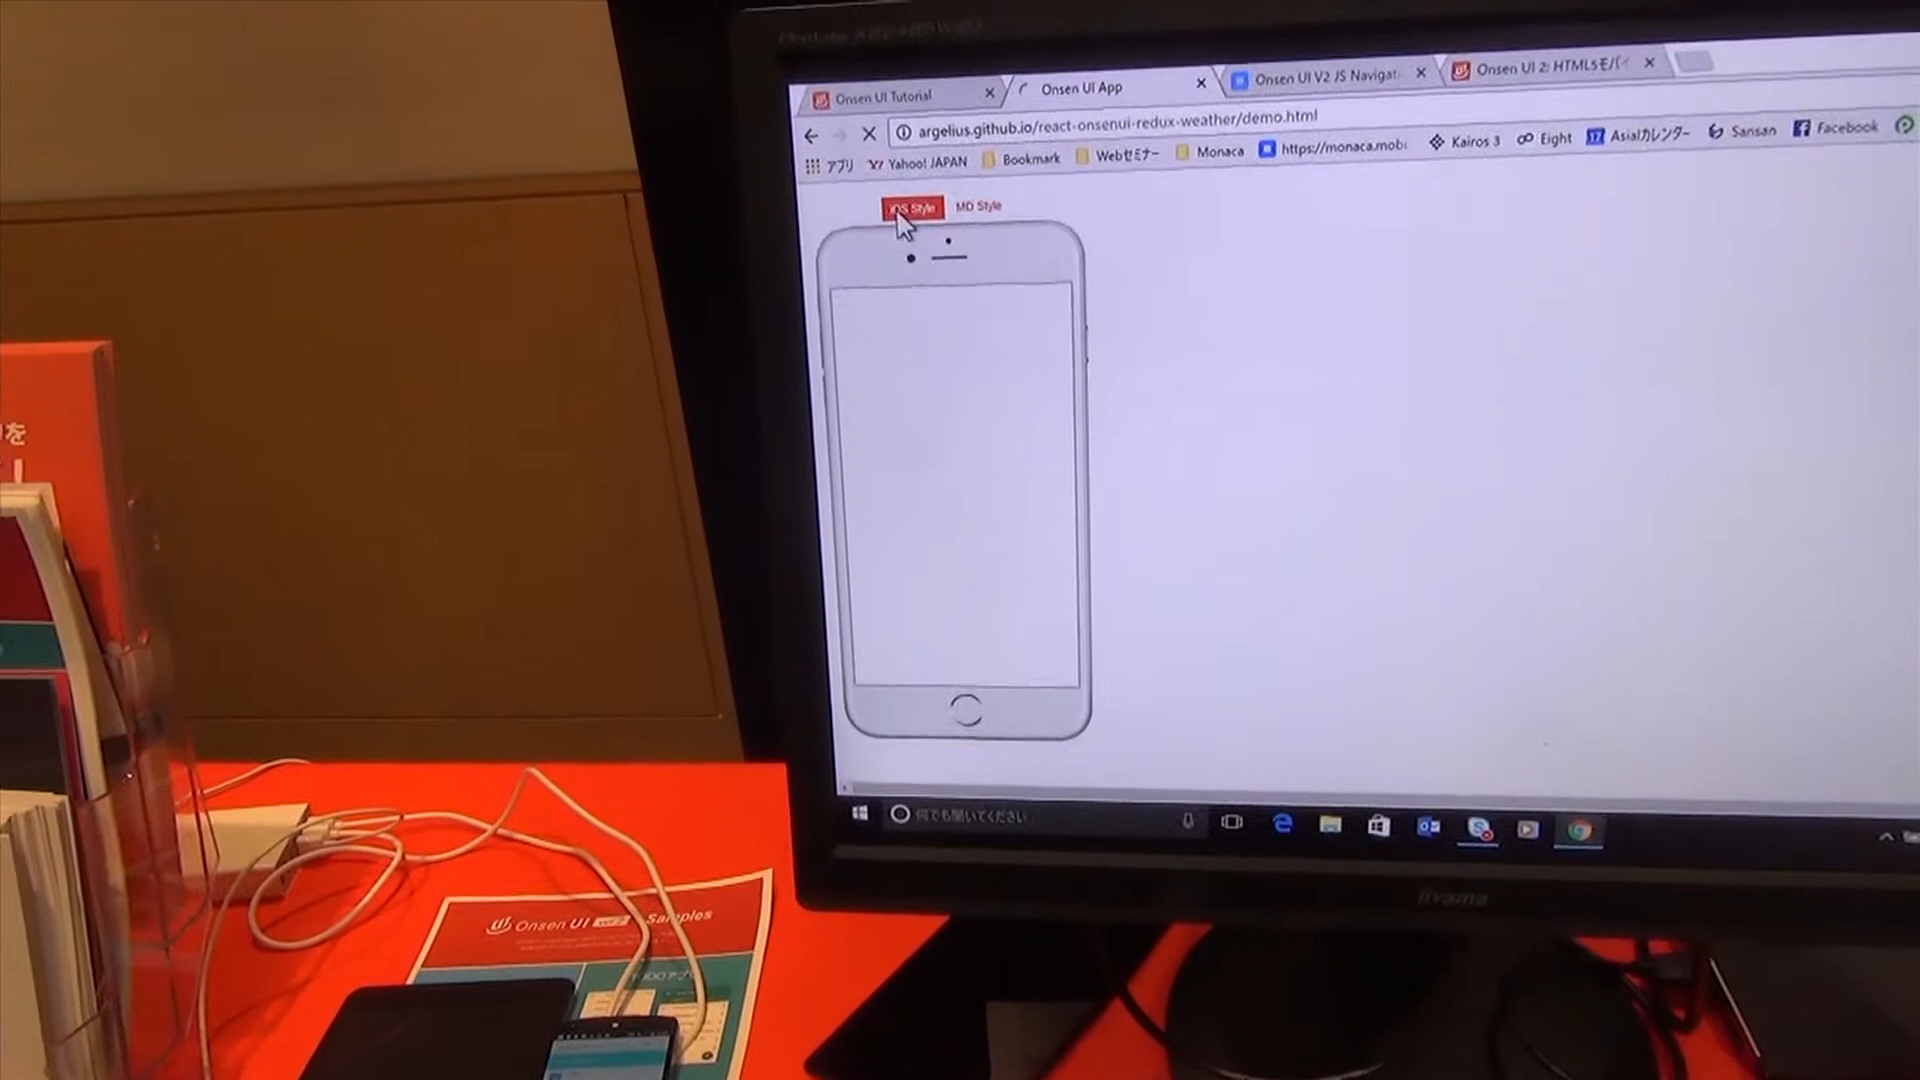 Onsen UI Tutorial
Onsen UI App
Onsen UI V2 JS Navigat
Onsen UI 2: HTML5モバイ
argelius.github.io/react-onsenui-redux-weather/demo.html
アプリ
Yahoo! JAPAN
Bookmark
Webセミナー
Monaca
https://monaca.mobi
Kairos 3
Eight
17
Asialカレンダー
Sansan
Facebook
iOS Style
MD Style
何でも聞いてください
iiyama
を
Onsen UI
Samples